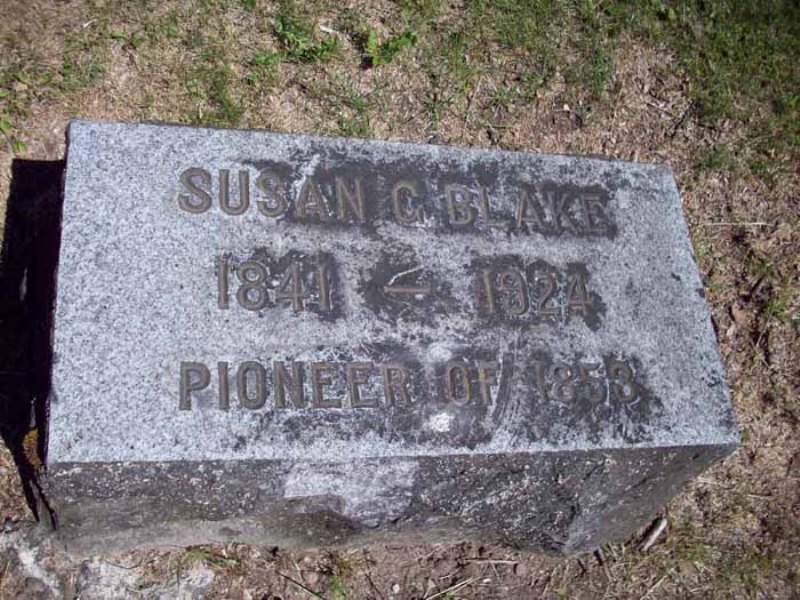 SUSAN C BLAKE
1841 - 1924
PIONEER OF 1853